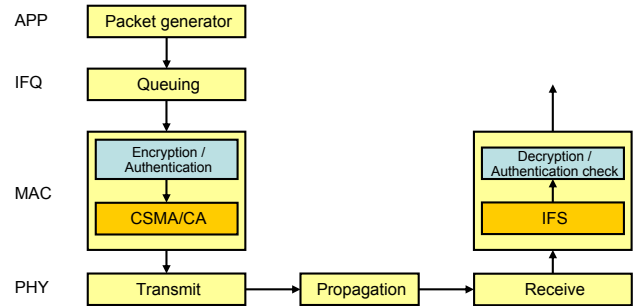 APP
Packet generator
IFQ
Queuing
MAC
Encryption /
Authentication
CSMA/CA
Decryption /
Authentication check
IFS
PHY
Transmit
Propagation
Receive